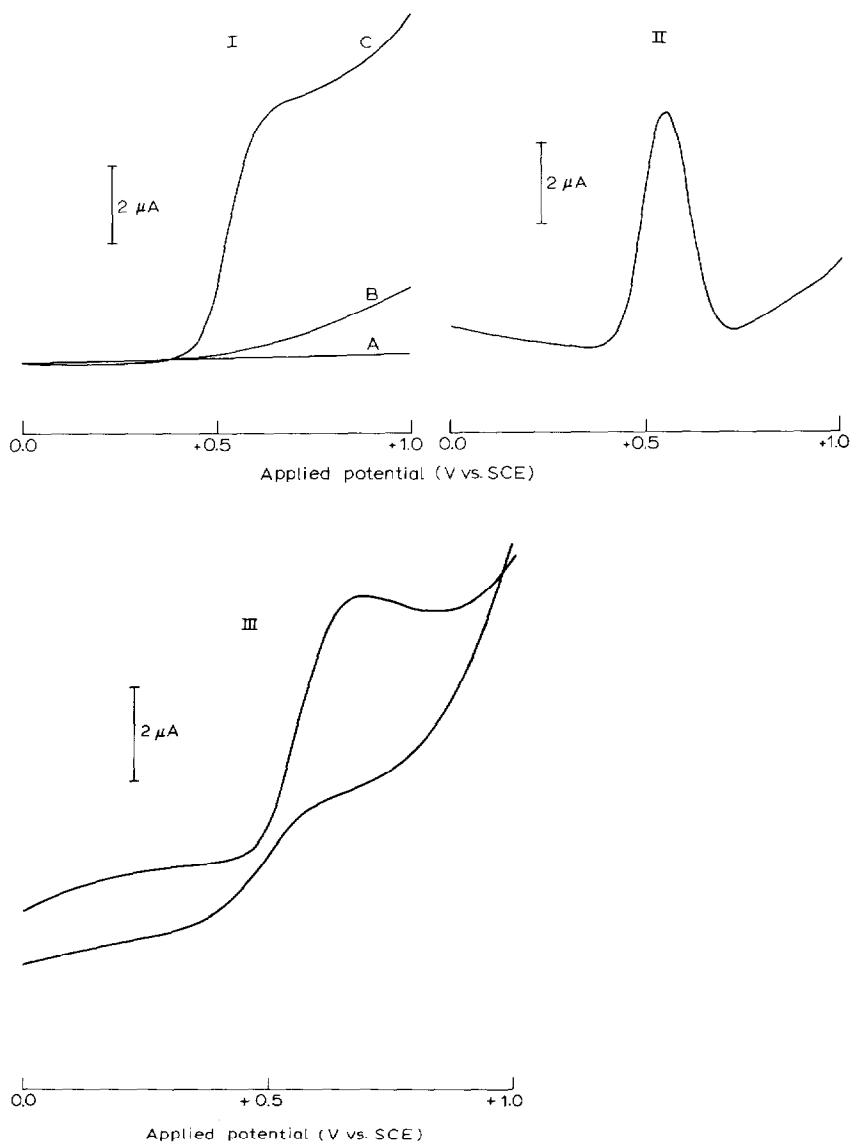 I
C
II
2 μA
2 μA
B
A
0.0
+0.5
+1.0
0.0
+0.5
+1.0
Applied potential (V vs. SCE)
III
2 μA
0.0
+0.5
+1.0
Applied potential (V vs. SCE)